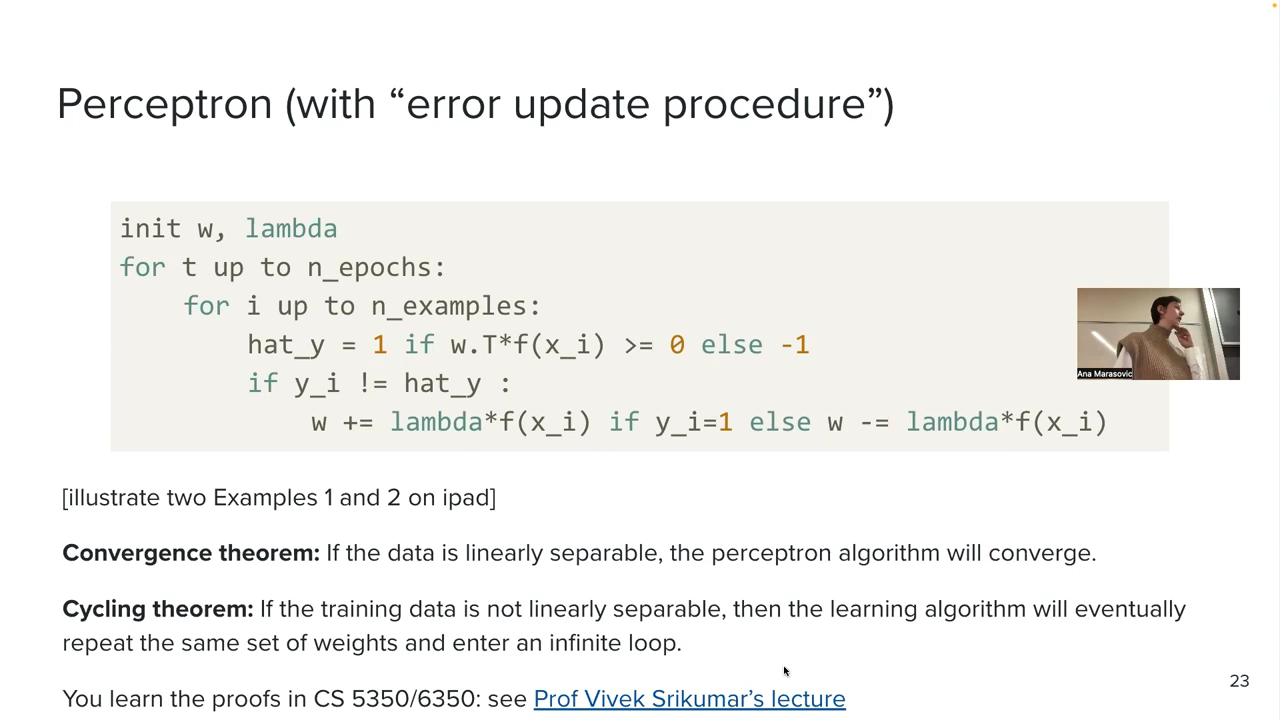 Perceptron (with “error update procedure”)
init w, lambda
for t up to n_epochs:
for i up to n_examples:
hat_y = 1 if w.T*f(x_i) >= 0 else -1
if y_i != hat_y :
w += lambda*f(x_i) if y_i=1 else w -= lambda*f(x_i)
Ana Marasovic
[illustrate two Examples 1 and 2 on ipad]
Convergence theorem: If the data is linearly separable, the perceptron algorithm will converge.
Cycling theorem: If the training data is not linearly separable, then the learning algorithm will eventually
repeat the same set of weights and enter an infinite loop.
You learn the proofs in CS 5350/6350: see Prof Vivek Srikumar’s lecture
23